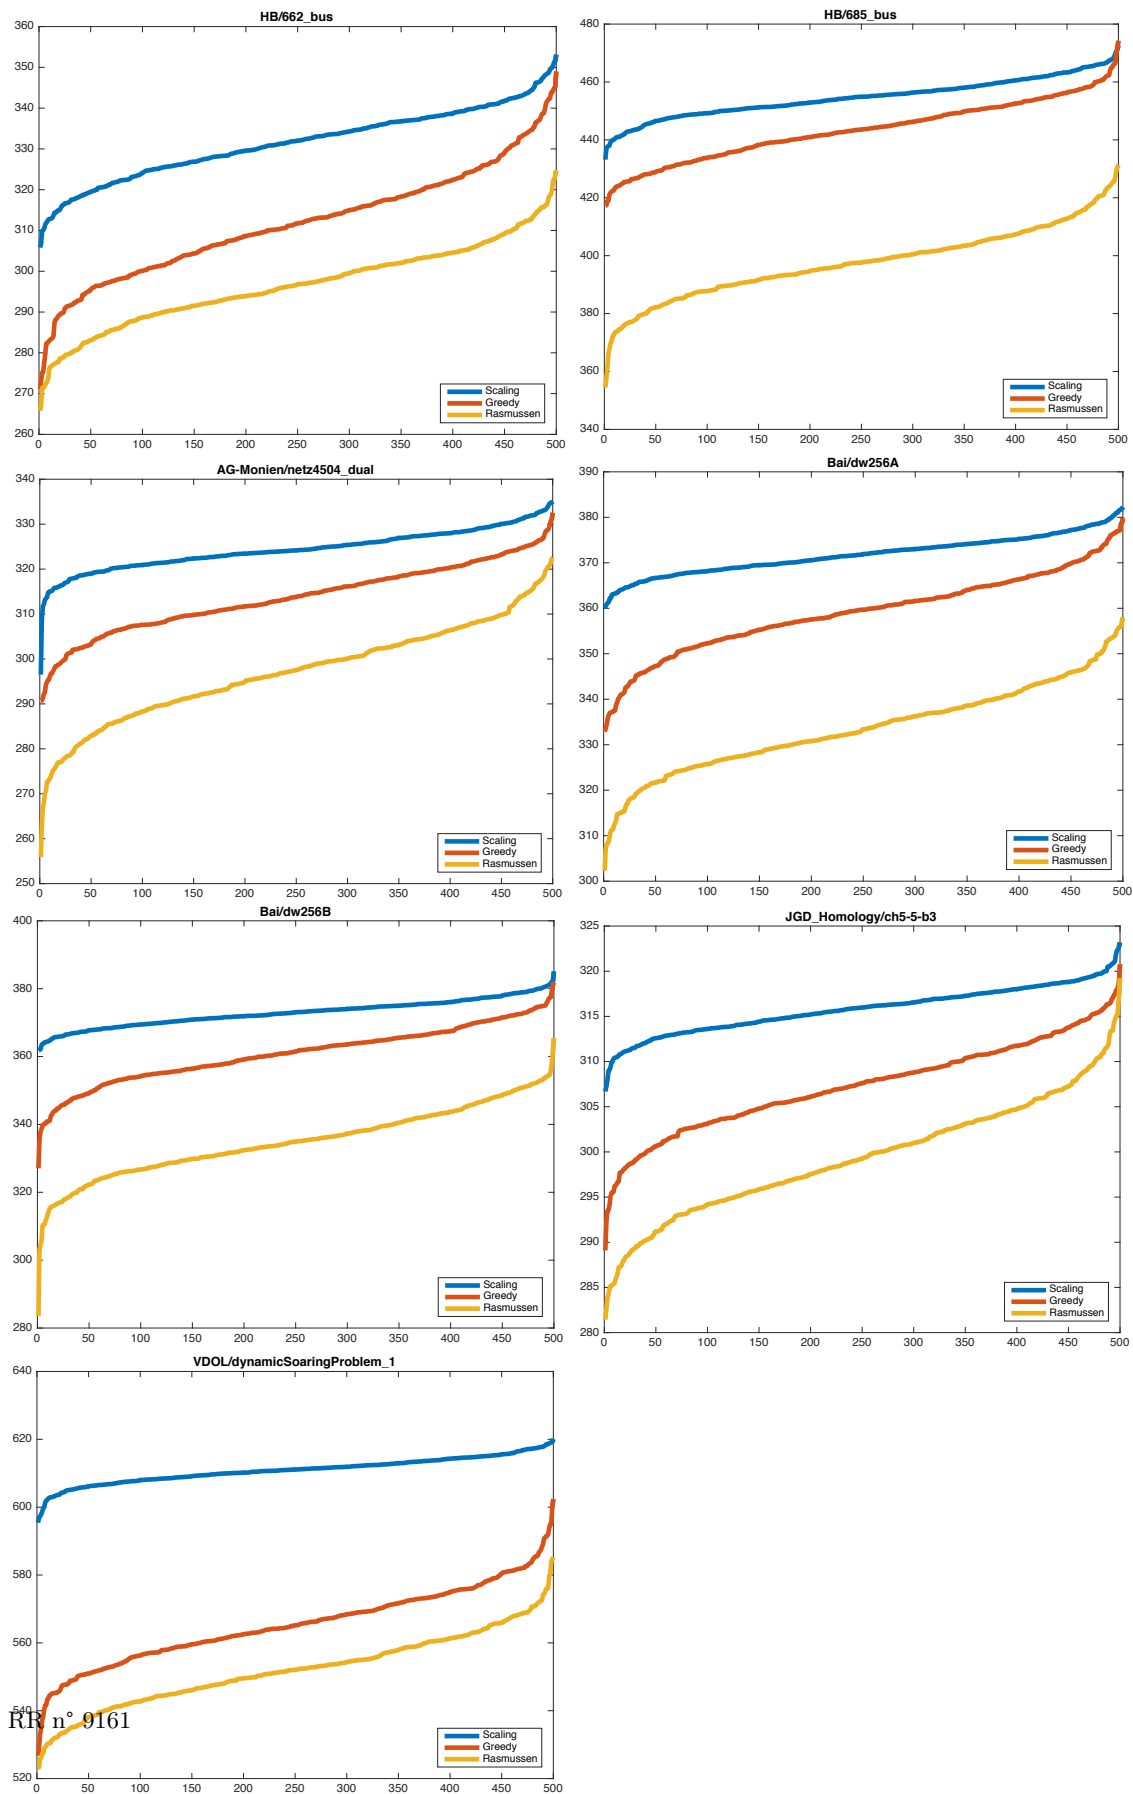 HB/662_bus
360
350
340
330
320
310
300
290
280
270
260
0 50 100 150 200 250 300 350 400 450 500
Scaling
Greedy
Rasmussen
HB/685_bus
480
460
440
420
400
380
360
340
0 50 100 150 200 250 300 350 400 450 500
Scaling
Greedy
Rasmussen
AG-Monien/netz4504_dual
340
330
320
310
300
290
280
270
260
250
0 50 100 150 200 250 300 350 400 450 500
Scaling
Greedy
Rasmussen
Bai/dw256A
390
380
370
360
350
340
330
320
310
300
0 50 100 150 200 250 300 350 400 450 500
Scaling
Greedy
Rasmussen
Bai/dw256B
400
380
360
340
320
300
280
0 50 100 150 200 250 300 350 400 450 500
Scaling
Greedy
Rasmussen
JGD_Homology/ch5-5-b3
325
320
315
310
305
300
295
290
285
280
0 50 100 150 200 250 300 350 400 450 500
Scaling
Greedy
Rasmussen
VDOL/dynamicSoaringProblem_1
640
620
600
580
560
540
520
0 50 100 150 200 250 300 350 400 450 500
Scaling
Greedy
Rasmussen
RR n° 9161